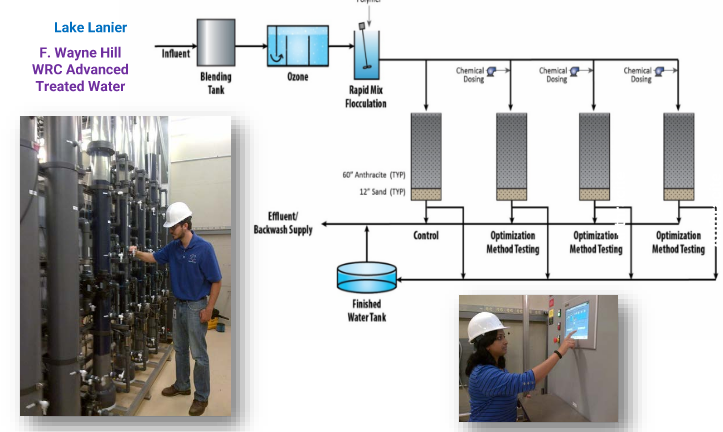 Polymer
Lake Lanier
F. Wayne Hill
WRC Advanced
Treated Water
Influent
Blending
Tank
Ozone
Rapid Mix
Flocculation
Chemical
Dosing
Chemical
Dosing
Chemical
Dosing
60" Anthracite (TYP)
12" Sand (TYP)
Effluent/
Backwash Supply
Control
Optimization
Method Testing
Optimization
Method Testing
Optimization
Method Testing
Finished
Water Tank